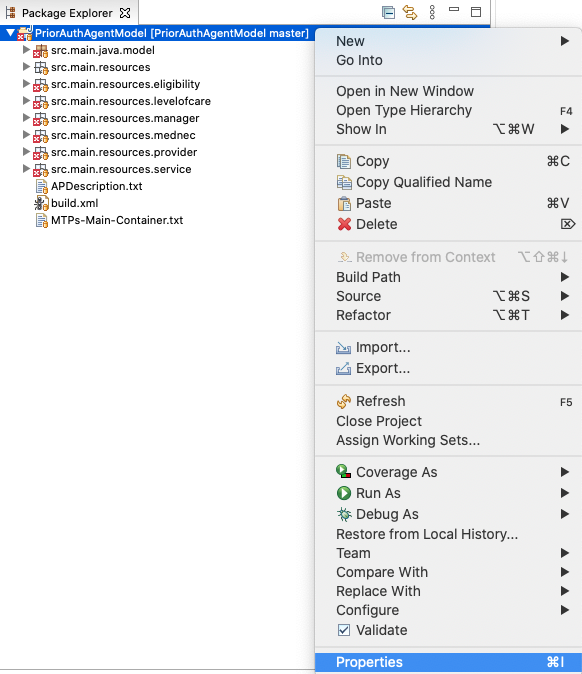 Package Explorer
PriorAuthAgentModel [PriorAuthAgentModel master]
src.main.java.model
src.main.resources
src.main.resources.eligibility
src.main.resources.levelofcare
src.main.resources.manager
src.main.resources.mednec
src.main.resources.provider
src.main.resources.service
APDescription.txt
build.xml
MTPs-Main-Container.txt
New
Go Into
Open in New Window
Open Type Hierarchy F4
Show In ⌥⌘W
Copy ⌘C
Copy Qualified Name
Paste ⌘V
Delete ⌦
Remove from Context ⌥⇧⌘↓
Build Path
Source ⌥⌘S
Refactor ⌥⌘T
Import...
Export...
Refresh F5
Close Project
Assign Working Sets...
Coverage As
Run As
Debug As
Restore from Local History...
Team
Compare With
Replace With
Configure
Validate
Properties ⌘I